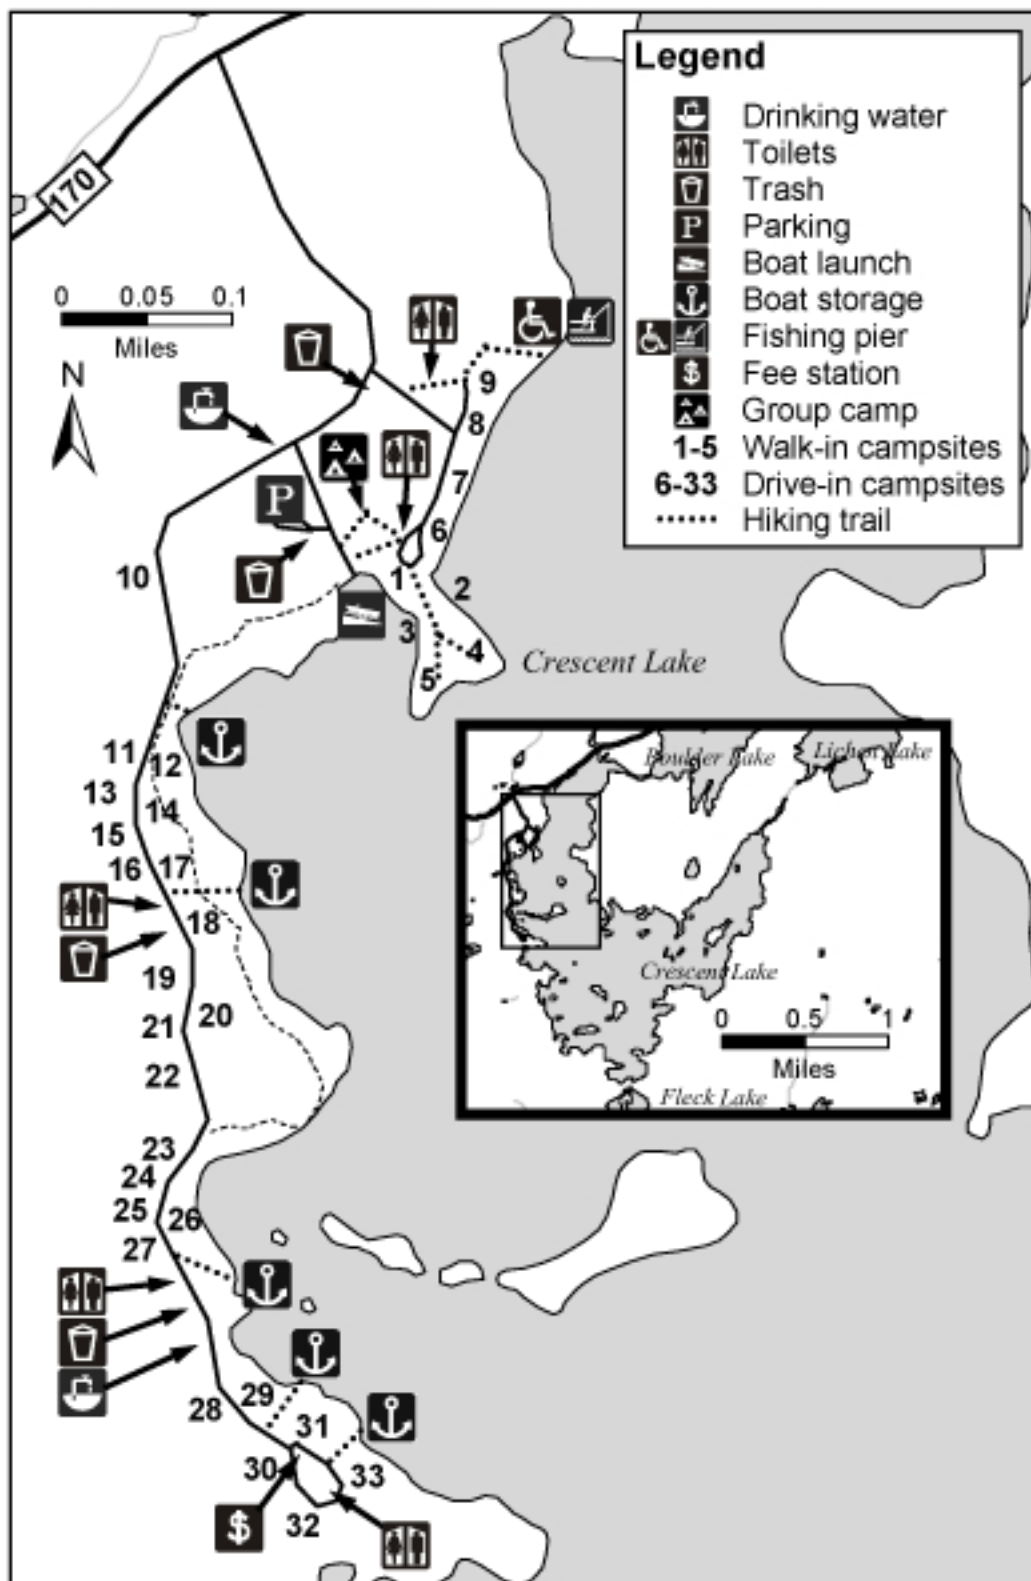 Legend
Drinking water
Toilets
Trash
P Parking
Boat launch
Boat storage
Fishing pier
$ Fee station
Group camp
1-5 Walk-in campsites
6-33 Drive-in campsites
Hiking trail
170
0 0.05 0.1
Miles
N
9
8
7
P
6
10
1
2
3
4
5
Crescent Lake
11
12
13
14
15
16
17
18
19
20
21
22
23
24
25
26
27
28
29
31
30
33
$
32
Boulder Lake
Lichen Lake
Crescent Lake
0 0.5 1
Miles
Fleck Lake